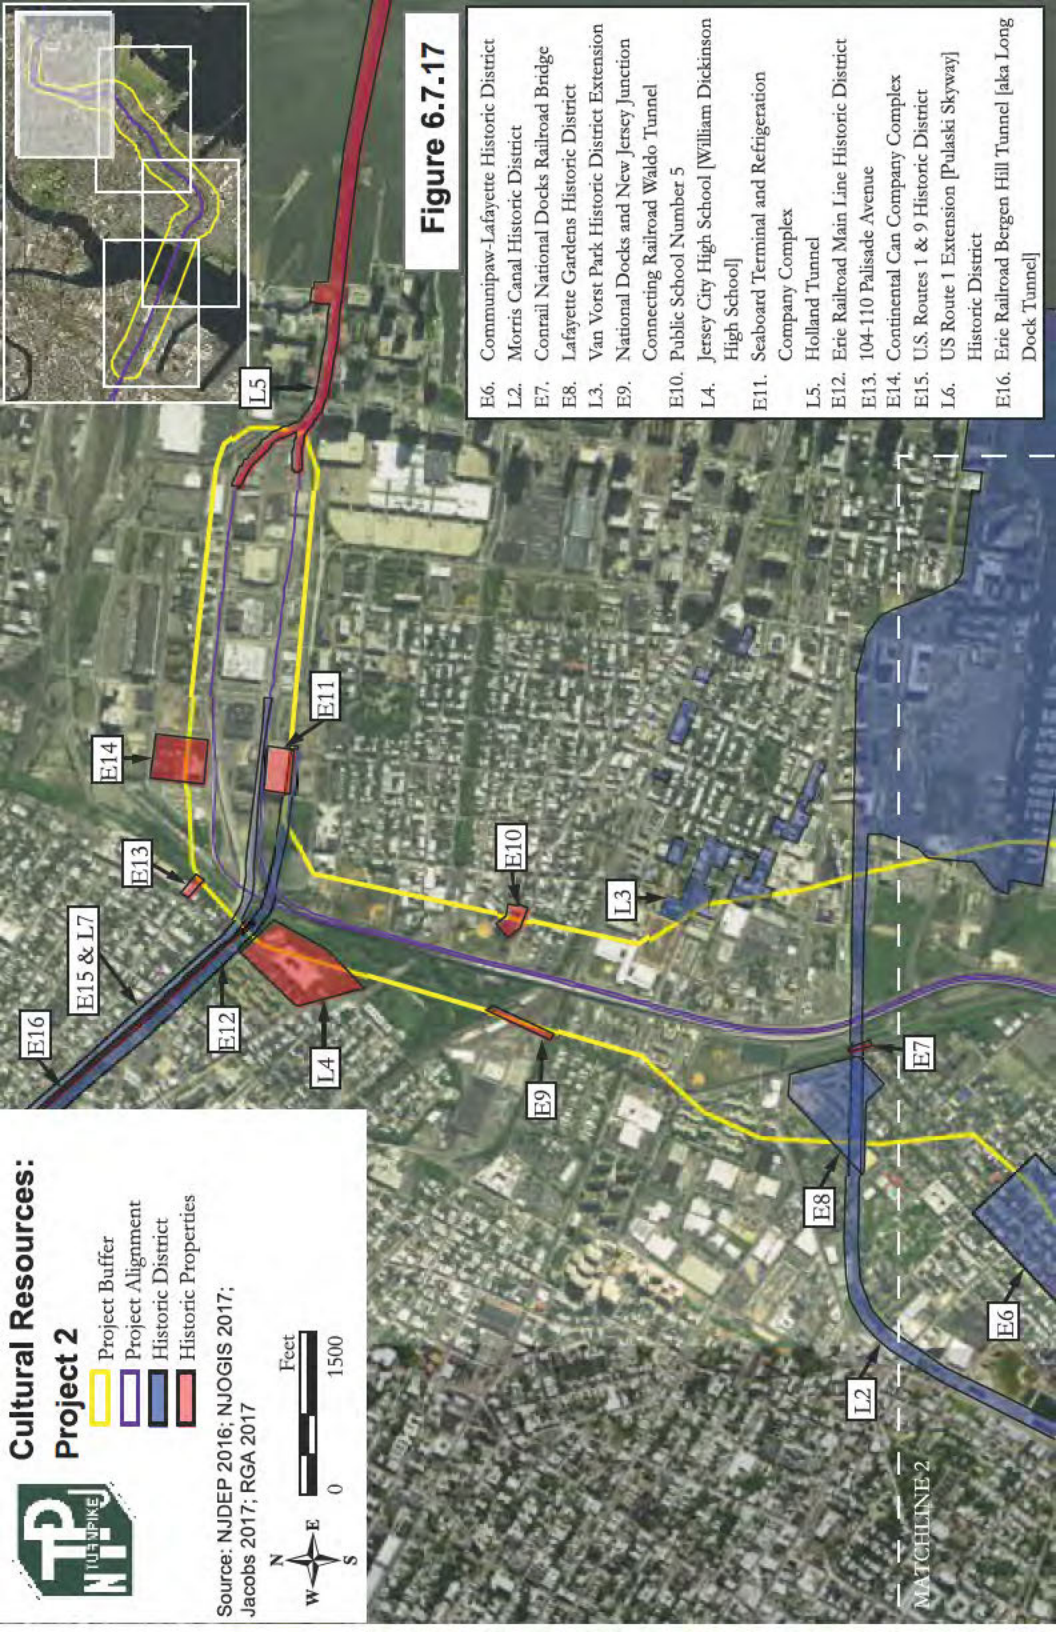 Cultural Resources:
Project 2
Project Buffer
Project Alignment
Historic District
Historic Properties
Source: NJDEP 2016; NJOGIS 2017;
Jacobs 2017; RGA 2017
Feet
0
1500
N
W
E
S
TP
N TURNPIKE J
E16
E15 & L7
E13
E14
E12
L4
E11
L5
E9
E10
L3
E8
E7
L2
E6
MATCHLINE 2
Figure 6.7.17
E6. Communipaw-Lafayette Historic District
L2. Morris Canal Historic District
E7. Conrail National Docks Railroad Bridge
E8. Lafayette Gardens Historic District
L3. Van Vorst Park Historic District Extension
E9. National Docks and New Jersey Junction
Connecting Railroad Waldo Tunnel
E10. Public School Number 5
L4. Jersey City High School [William Dickinson
High School]
E11. Seaboard Terminal and Refrigeration
Company Complex
L5. Holland Tunnel
E12. Erie Railroad Main Line Historic District
E13. 104-110 Palisade Avenue
E14. Continental Can Company Complex
E15. U.S. Routes 1 & 9 Historic District
L6. US Route 1 Extension [Pulaski Skyway]
Historic District
E16. Eric Railroad Bergen Hill Tunnel [aka Long
Dock Tunnel]